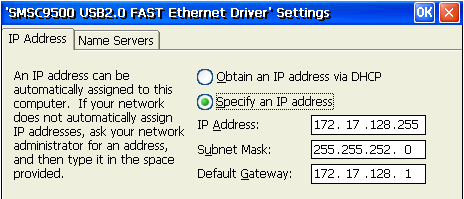 'SMSC9500 USB2.0 FAST Ethernet Driver' Settings OK ×
IP Address Name Servers
An IP address can be
automatically assigned to this
computer. If your network
does not automatically assign
IP addresses, ask your network
administrator for an address,
and then type it in the space
provided.
Obtain an IP address via DHCP
Specify an IP address
IP Address: 172. 17 .128.255
Subnet Mask: 255.255.252. 0
Default Gateway: 172. 17 .128. 1